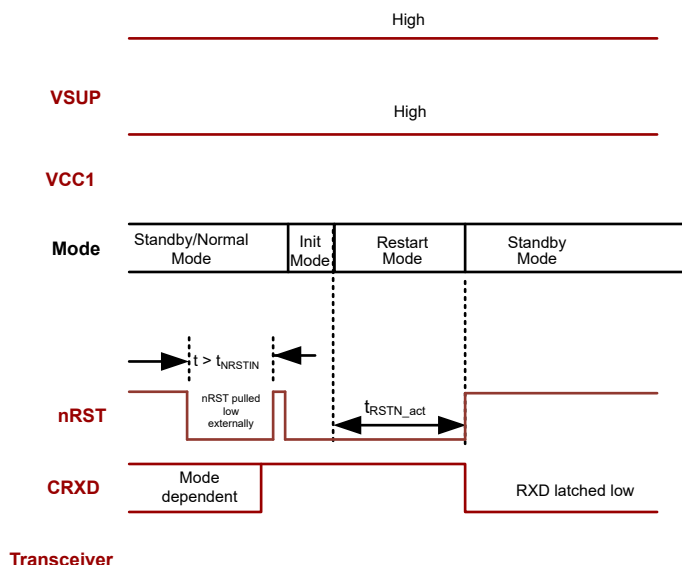 High
VSUP
High
VCC1
Mode
Standby/Normal
Mode
Init
Mode
Restart
Mode
Standby
Mode
t > tNRSTIN
nRST pulled
low
externally
nRST
tRSTN_act
CRXD
Mode
dependent
RXD latched low
Transceiver